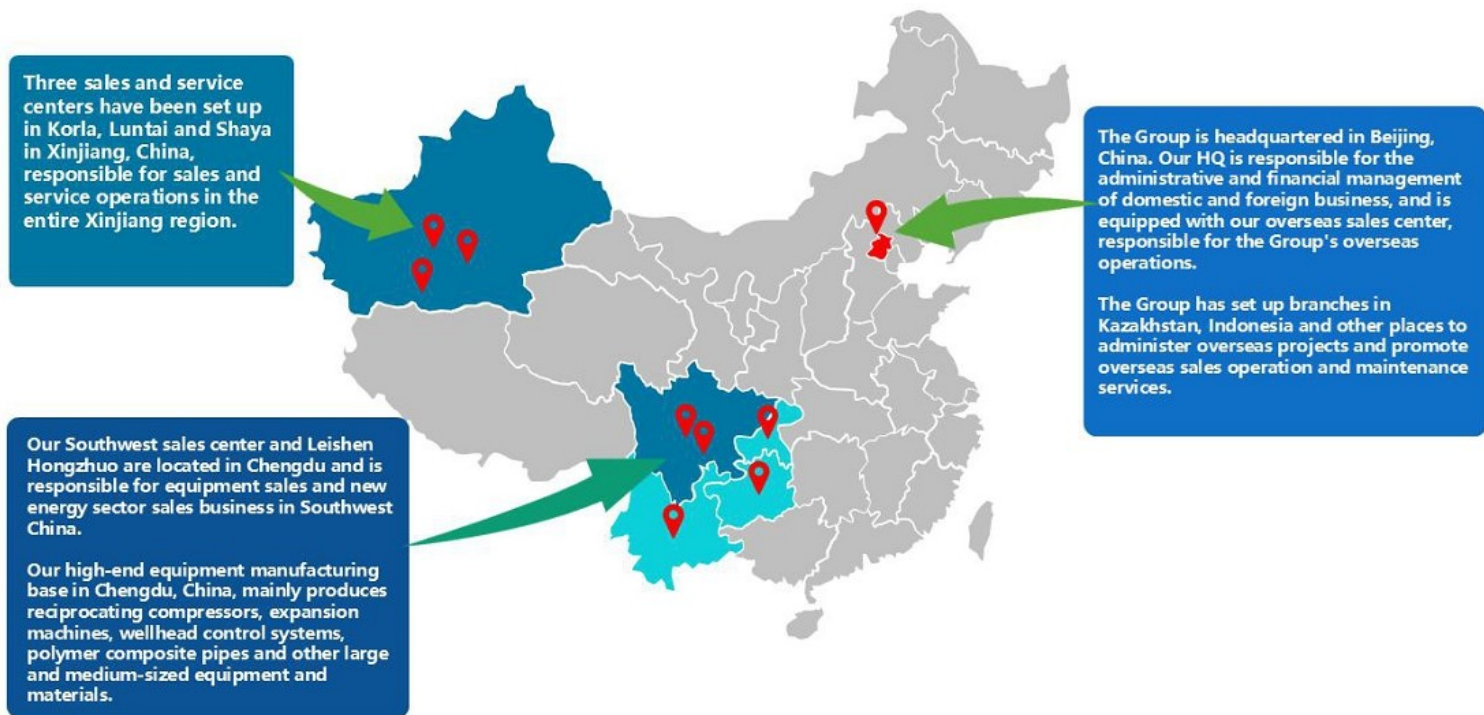 Three sales and service
centers have been set up
in Korla, Luntai and Shaya
in Xinjiang, China,
responsible for sales and
service operations in the
entire Xinjiang region.
The Group is headquartered in Beijing,
China. Our HQ is responsible for the
administrative and financial management
of domestic and foreign business, and is
equipped with our overseas sales center,
responsible for the Group's overseas
operations.
The Group has set up branches in
Kazakhstan, Indonesia and other places to
administer overseas projects and promote
overseas sales operation and maintenance
services.
Our Southwest sales center and Leishen
Hongzhuo are located in Chengdu and is
responsible for equipment sales and new
energy sector sales business in Southwest
China.
Our high-end equipment manufacturing
base in Chengdu, China, mainly produces
reciprocating compressors, expansion
machines, wellhead control systems,
polymer composite pipes and other large
and medium-sized equipment and
materials.